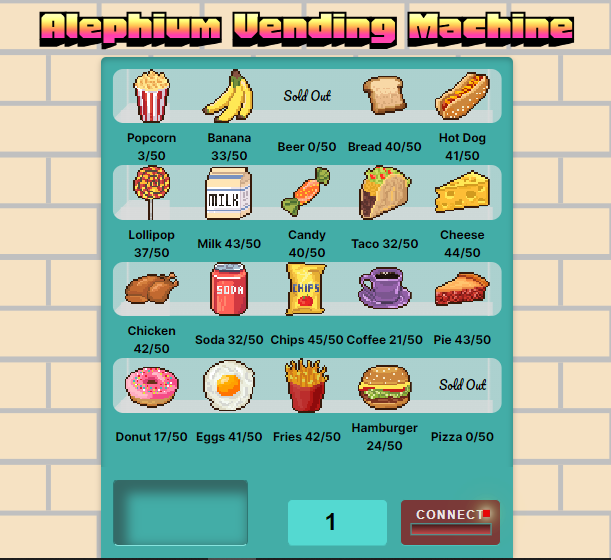 Alephium Vending Machine
Sold Out
Popcorn
3/50
Banana
33/50
Beer 0/50
Bread 40/50
Hot Dog
41/50
MILK
Lollipop
37/50
Milk 43/50
Candy
40/50
Taco 32/50
Cheese
44/50
SODA
CHIPS
Chicken
42/50
Soda 32/50
Chips 45/50
Coffee 21/50
Pie 43/50
Sold Out
Donut 17/50
Eggs 41/50
Fries 42/50
Hamburger
24/50
Pizza 0/50
1
CONNECT